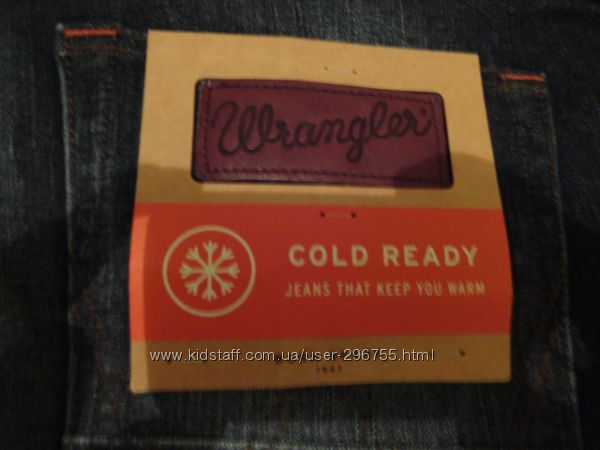 Wrangler
COLD READY
JEANS THAT KEEP YOU WARM
www.kidstaff.com.ua/user-296755.html
1947